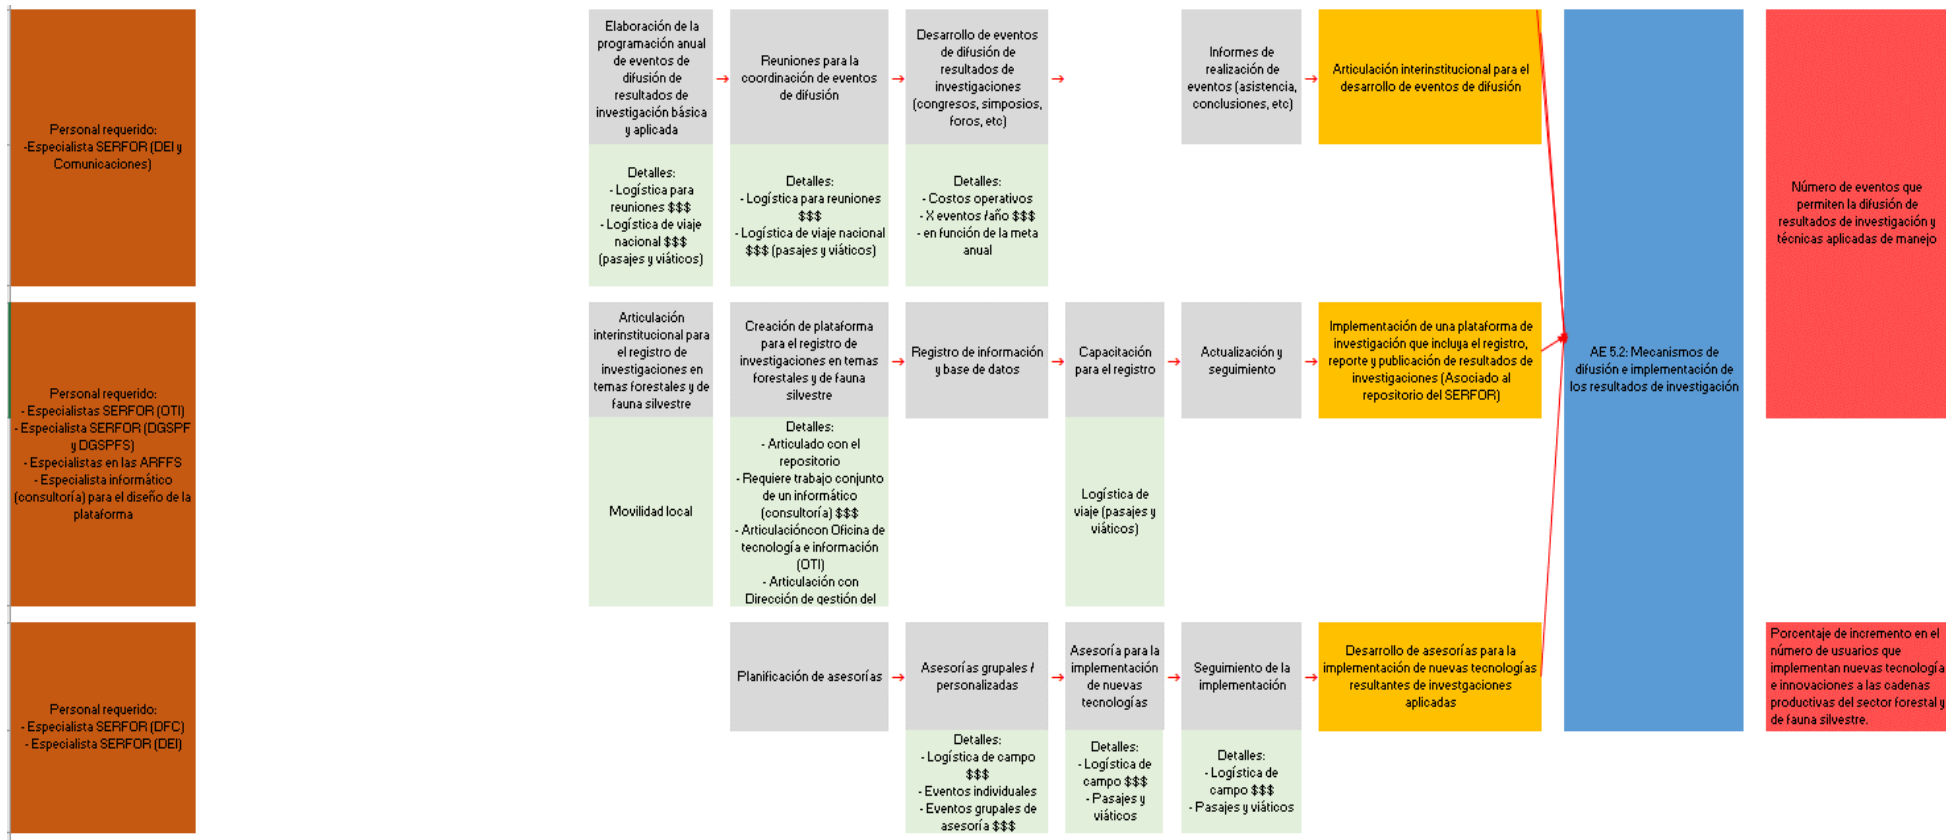 Personal requerido:
-Especialista SERFOR (DEI y
Comunicaciones)
Elaboración de la
programación anual
de eventos de
difusión de
resultados de
investigación básica
y aplicada
→
Reuniones para la
coordinación de eventos
de difusión
→
Desarrollo de eventos
de difusión de
resultados de
investigaciones
(congresos, simposios,
foros, etc)
→
Informes de
realización de
eventos (asistencia,
conclusiones, etc)
→
Articulación interinstitucional para el
desarrollo de eventos de difusión
Detalles:
- Logística para
reuniones $$$
- Logística de viaje
nacional $$$
(pasajes y viáticos)
Detalles:
- Logística para reuniones
$$$
- Logística de viaje nacional
$$$ (pasajes y viáticos)
Detalles:
- Costos operativos
- X eventos /año $$$
- en función de la meta
anual
Número de eventos que
permiten la difusión de
resultados de investigación y
técnicas aplicadas de manejo
Personal requerido:
- Especialistas SERFOR (OTI)
- Especialista SERFOR (DGSPF
y DGSPFS)
- Especialistas en las ARFFS
- Especialista informático
(consultoría) para el diseño de la
plataforma
Articulación
interinstitucional para
el registro de
investigaciones en
temas forestales y de
fauna silvestre
Creación de plataforma
para el registro de
investigaciones en temas
forestales y de fauna
silvestre
→
Registro de información
y base de datos
→
Capacitación
para el registro
→
Actualización y
seguimiento
→
Implementación de una plataforma de
investigación que incluya el registro,
reporte y publicación de resultados de
investigaciones (Asociado al
repositorio del SERFOR)
AE 5.2: Mecanismos de
difusión e implementación de
los resultados de investigación
Movilidad local
Detalles:
- Articulado con el
repositorio
- Requiere trabajo conjunto
de un informático
(consultoría) $$$
- Articulacióncon Oficina de
tecnología e información
(OTI)
- Articulación con
Dirección de gestión del
Logística de
viaje (pasajes y
viáticos)
Personal requerido:
- Especialista SERFOR (DFC)
- Especialista SERFOR (DEI)
Planificación de asesorías
→
Asesorías grupales /
personalizadas
→
Asesoría para la
implementación
de nuevas
tecnologías
→
Seguimiento de la
implementación
→
Desarrollo de asesorías para la
implementación de nuevas tecnologías
resultantes de investgaciones
aplicadas
Porcentaje de incremento en el
número de usuarios que
implementan nuevas tecnología
e innovaciones a las cadenas
productivas del sector forestal y
de fauna silvestre.
Detalles:
- Logística de campo
$$$
- Eventos individuales
- Eventos grupales de
asesoría $$$
Detalles:
- Logística de
campo $$$
- Pasajes y
viáticos
Detalles:
- Logística de
campo $$$
- Pasajes y viáticos